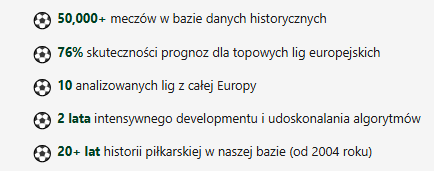 50,000+ meczów w bazie danych historycznych
76% skuteczności prognoz dla topowych lig europejskich
10 analizowanych lig z całej Europy
2 lata intensywnego developmentu i udoskonalania algorytmów
20+ lat historii piłkarskiej w naszej bazie (od 2004 roku)